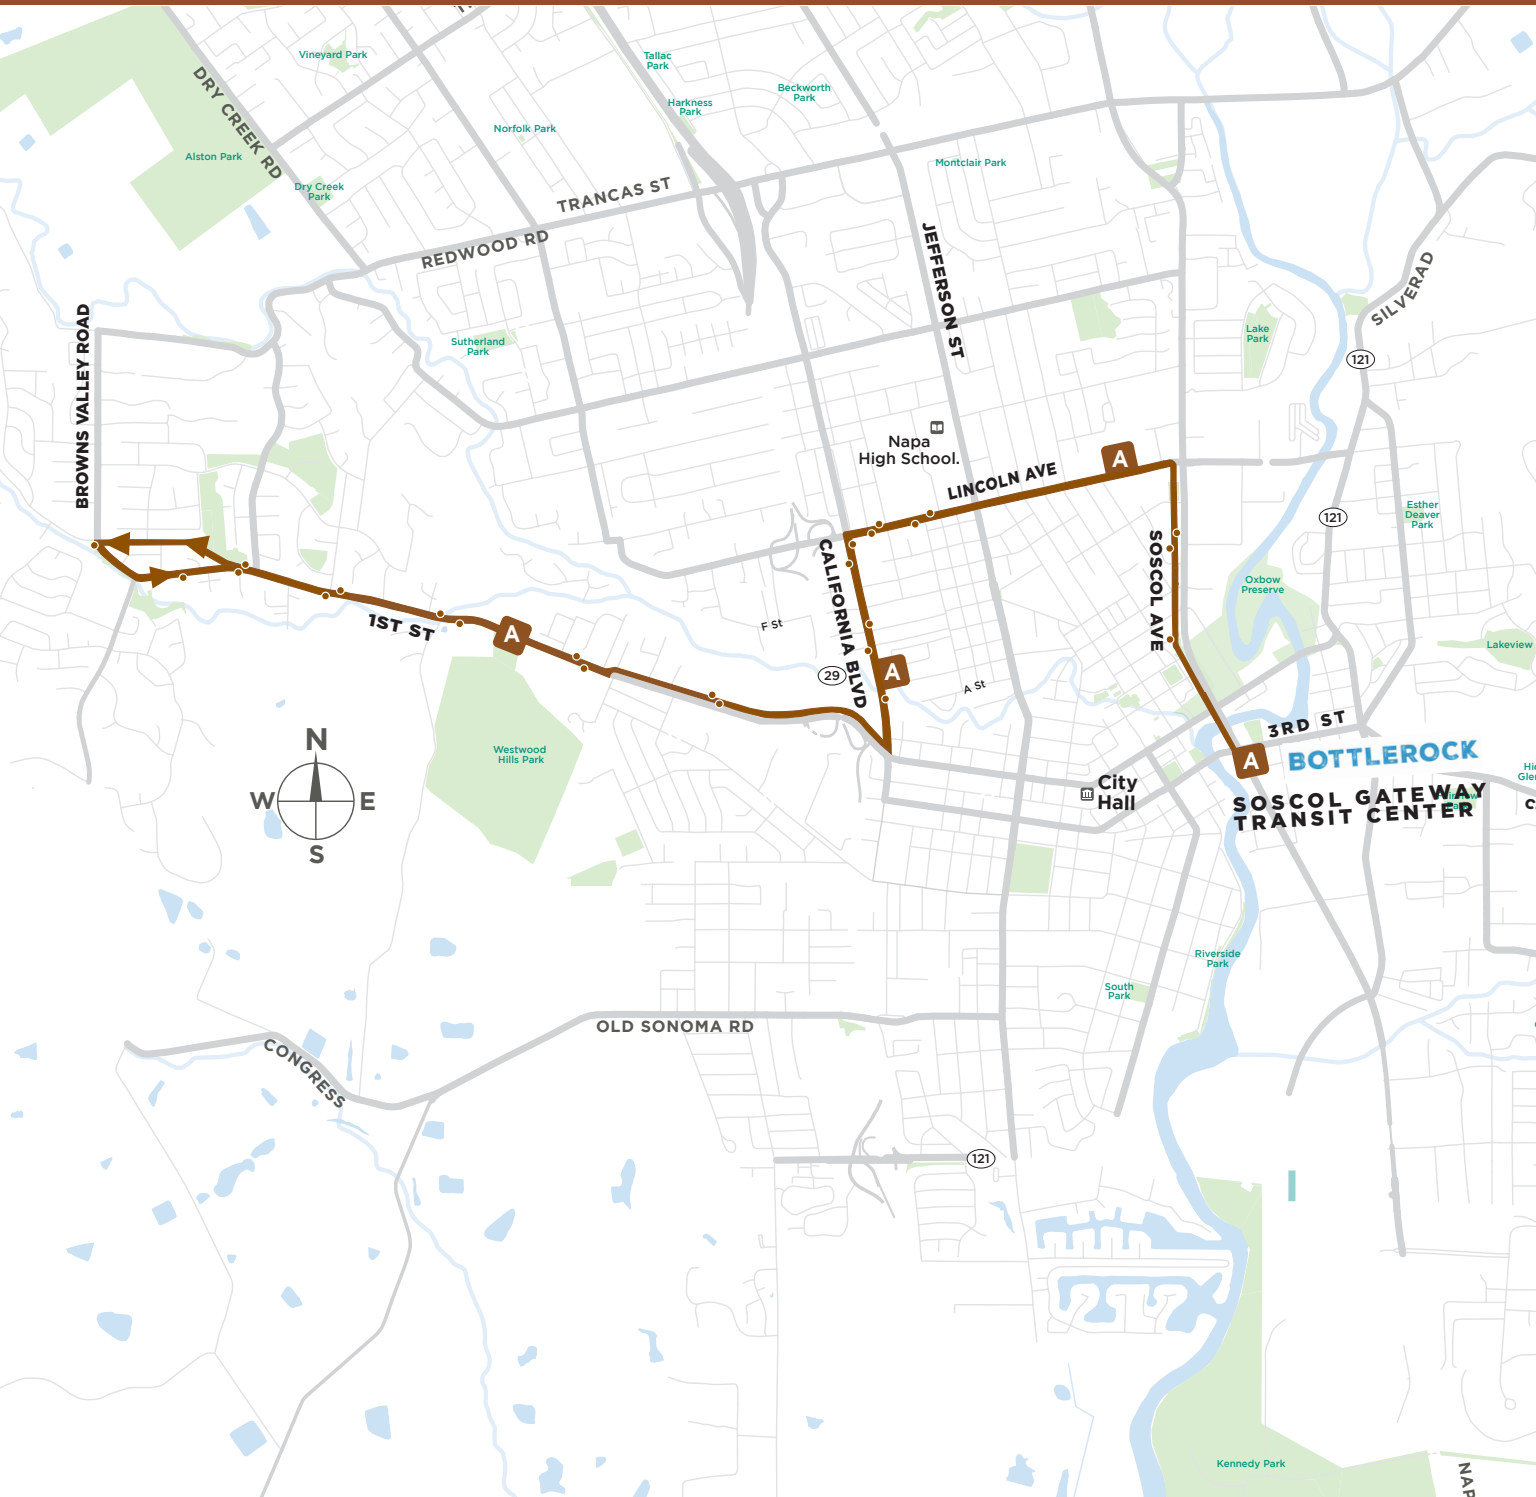 Vineyard Park
Tallac
Park
Beckworth
Park
Harkness
Park
Norfolk Park
DRY CREEK RD
Alston Park
Dry Creek
Park
Montclair Park
TRANCAS ST
REDWOOD RD
JEFFERSON ST
SILVERAD
BROWNS VALLEY ROAD
Sutherland
Park
Lake
Park
121
Napa
High School.
LINCOLN AVE
A
121
Esther
Deaver
Park
SOSCOL AVE
CALIFORNIA BLVD
Oxbow
Preserve
1ST ST
A
F St
Lakeview
29
A
A St
Westwood
Hills Park
3RD ST
A
BOTTLEROCK
N
W
E
S
City
Hall
SOSCOL GATEWAY
TRANSIT CENTER
Riverside
Park
South
Park
OLD SONOMA RD
CONGRESS
121
Kennedy Park